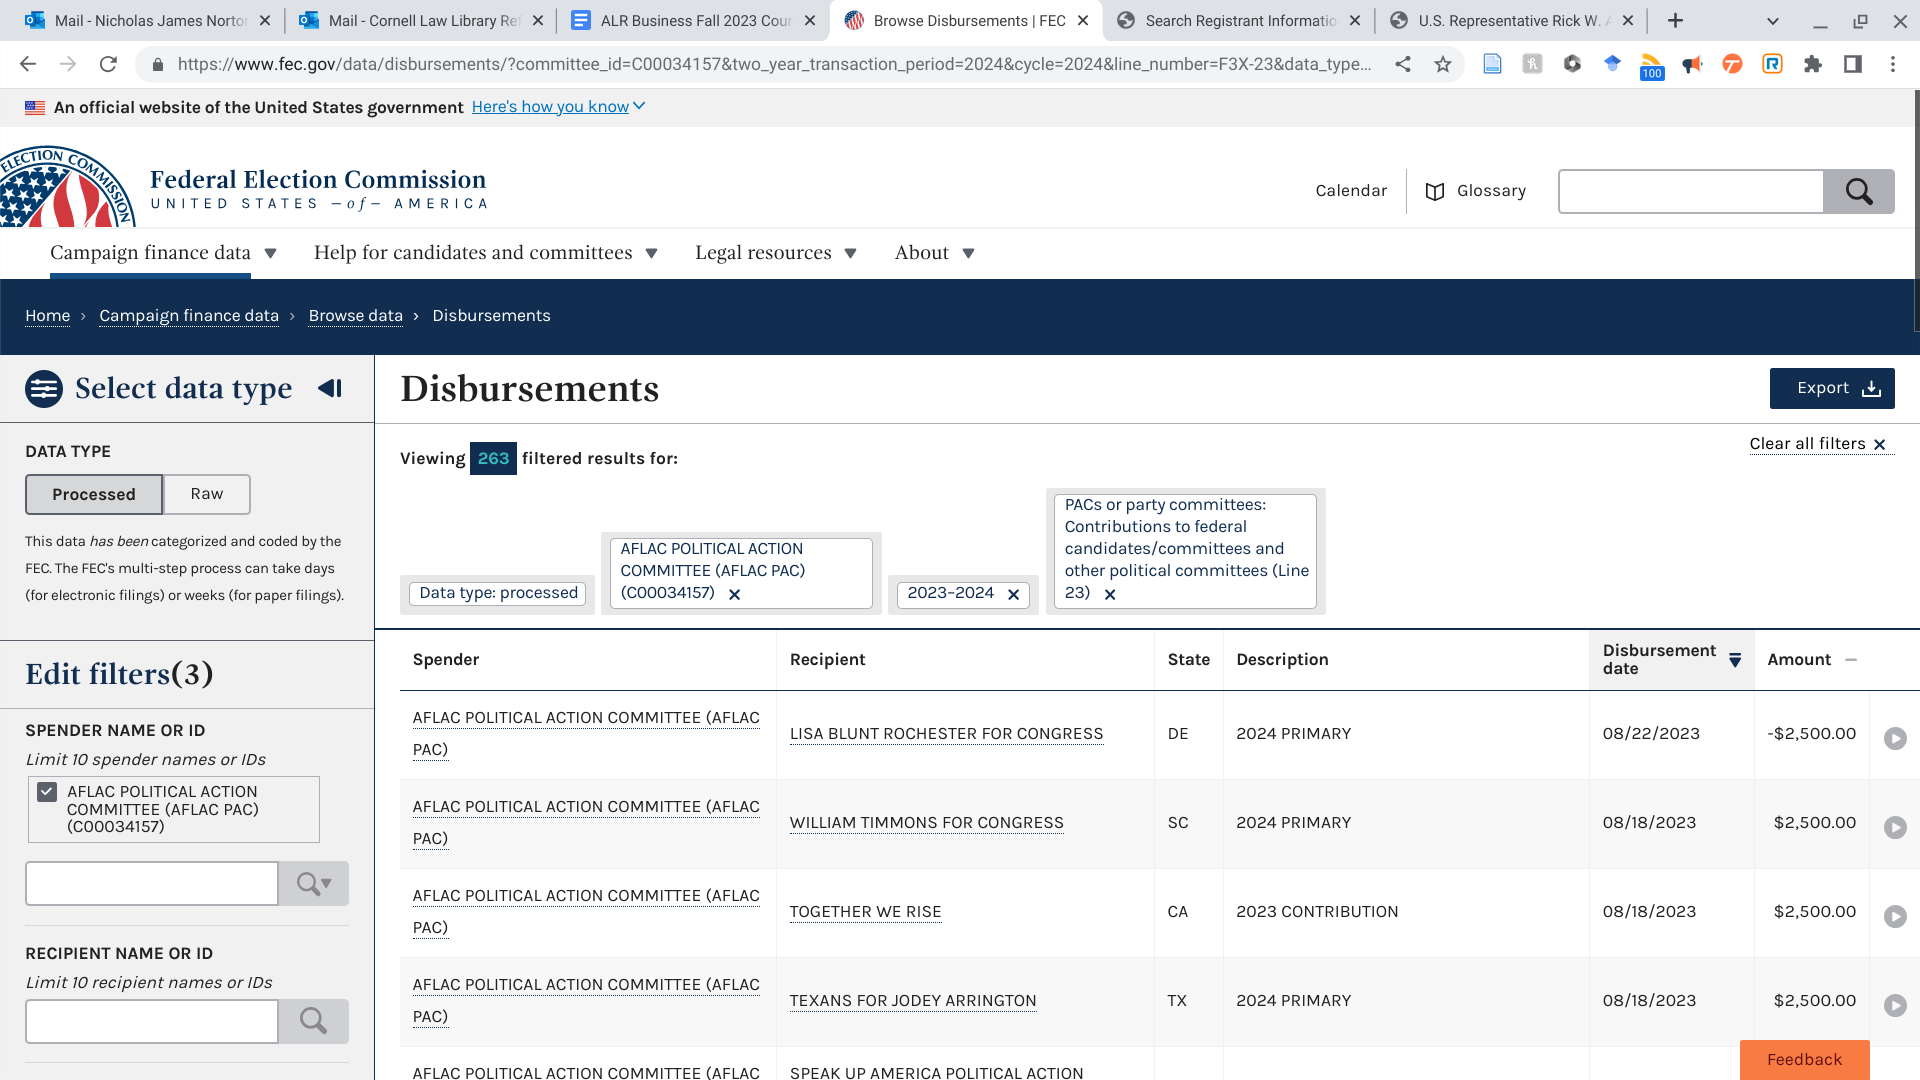 Mail - Nicholas James Norto
Mail - Cornell Law Library Ref
ALR Business Fall 2023 Cour
Browse Disbursements | FEC
Search Registrant Informatio
U.S. Representative Rick W. A
https://www.fec.gov/data/disbursements/?committee_id=C00034157&two_year_transaction_period=2024&cycle=2024&line_number=F3X-23&data_type...
100
An official website of the United States government Here's how you know
ELECTION COMMISSION
Federal Election Commission
UNITED STATES —of— AMERICA
Calendar
Glossary
Campaign finance data
Help for candidates and committees
Legal resources
About
Home › Campaign finance data › Browse data › Disbursements
Select data type
DATA TYPE
Processed
Raw
This data has been categorized and coded by the
FEC. The FEC's multi-step process can take days
(for electronic filings) or weeks (for paper filings).
Edit filters(3)
SPENDER NAME OR ID
Limit 10 spender names or IDs
AFLAC POLITICAL ACTION
COMMITTEE (AFLAC PAC)
(C00034157)
RECIPIENT NAME OR ID
Limit 10 recipient names or IDs
Disbursements
Export
Viewing 263 filtered results for:
Clear all filters
Data type: processed
AFLAC POLITICAL ACTION
COMMITTEE (AFLAC PAC)
(C00034157)
2023–2024
PACs or party committees:
Contributions to federal
candidates/committees and
other political committees (Line
23)
Spender
Recipient
State
Description
Disbursement
date
Amount
AFLAC POLITICAL ACTION COMMITTEE (AFLAC
PAC)
LISA BLUNT ROCHESTER FOR CONGRESS
DE
2024 PRIMARY
08/22/2023
-$2,500.00
AFLAC POLITICAL ACTION COMMITTEE (AFLAC
PAC)
WILLIAM TIMMONS FOR CONGRESS
SC
2024 PRIMARY
08/18/2023
$2,500.00
AFLAC POLITICAL ACTION COMMITTEE (AFLAC
PAC)
TOGETHER WE RISE
CA
2023 CONTRIBUTION
08/18/2023
$2,500.00
AFLAC POLITICAL ACTION COMMITTEE (AFLAC
PAC)
TEXANS FOR JODEY ARRINGTON
TX
2024 PRIMARY
08/18/2023
$2,500.00
AFLAC POLITICAL ACTION COMMITTEE (AFLAC
SPEAK UP AMERICA POLITICAL ACTION
Feedback